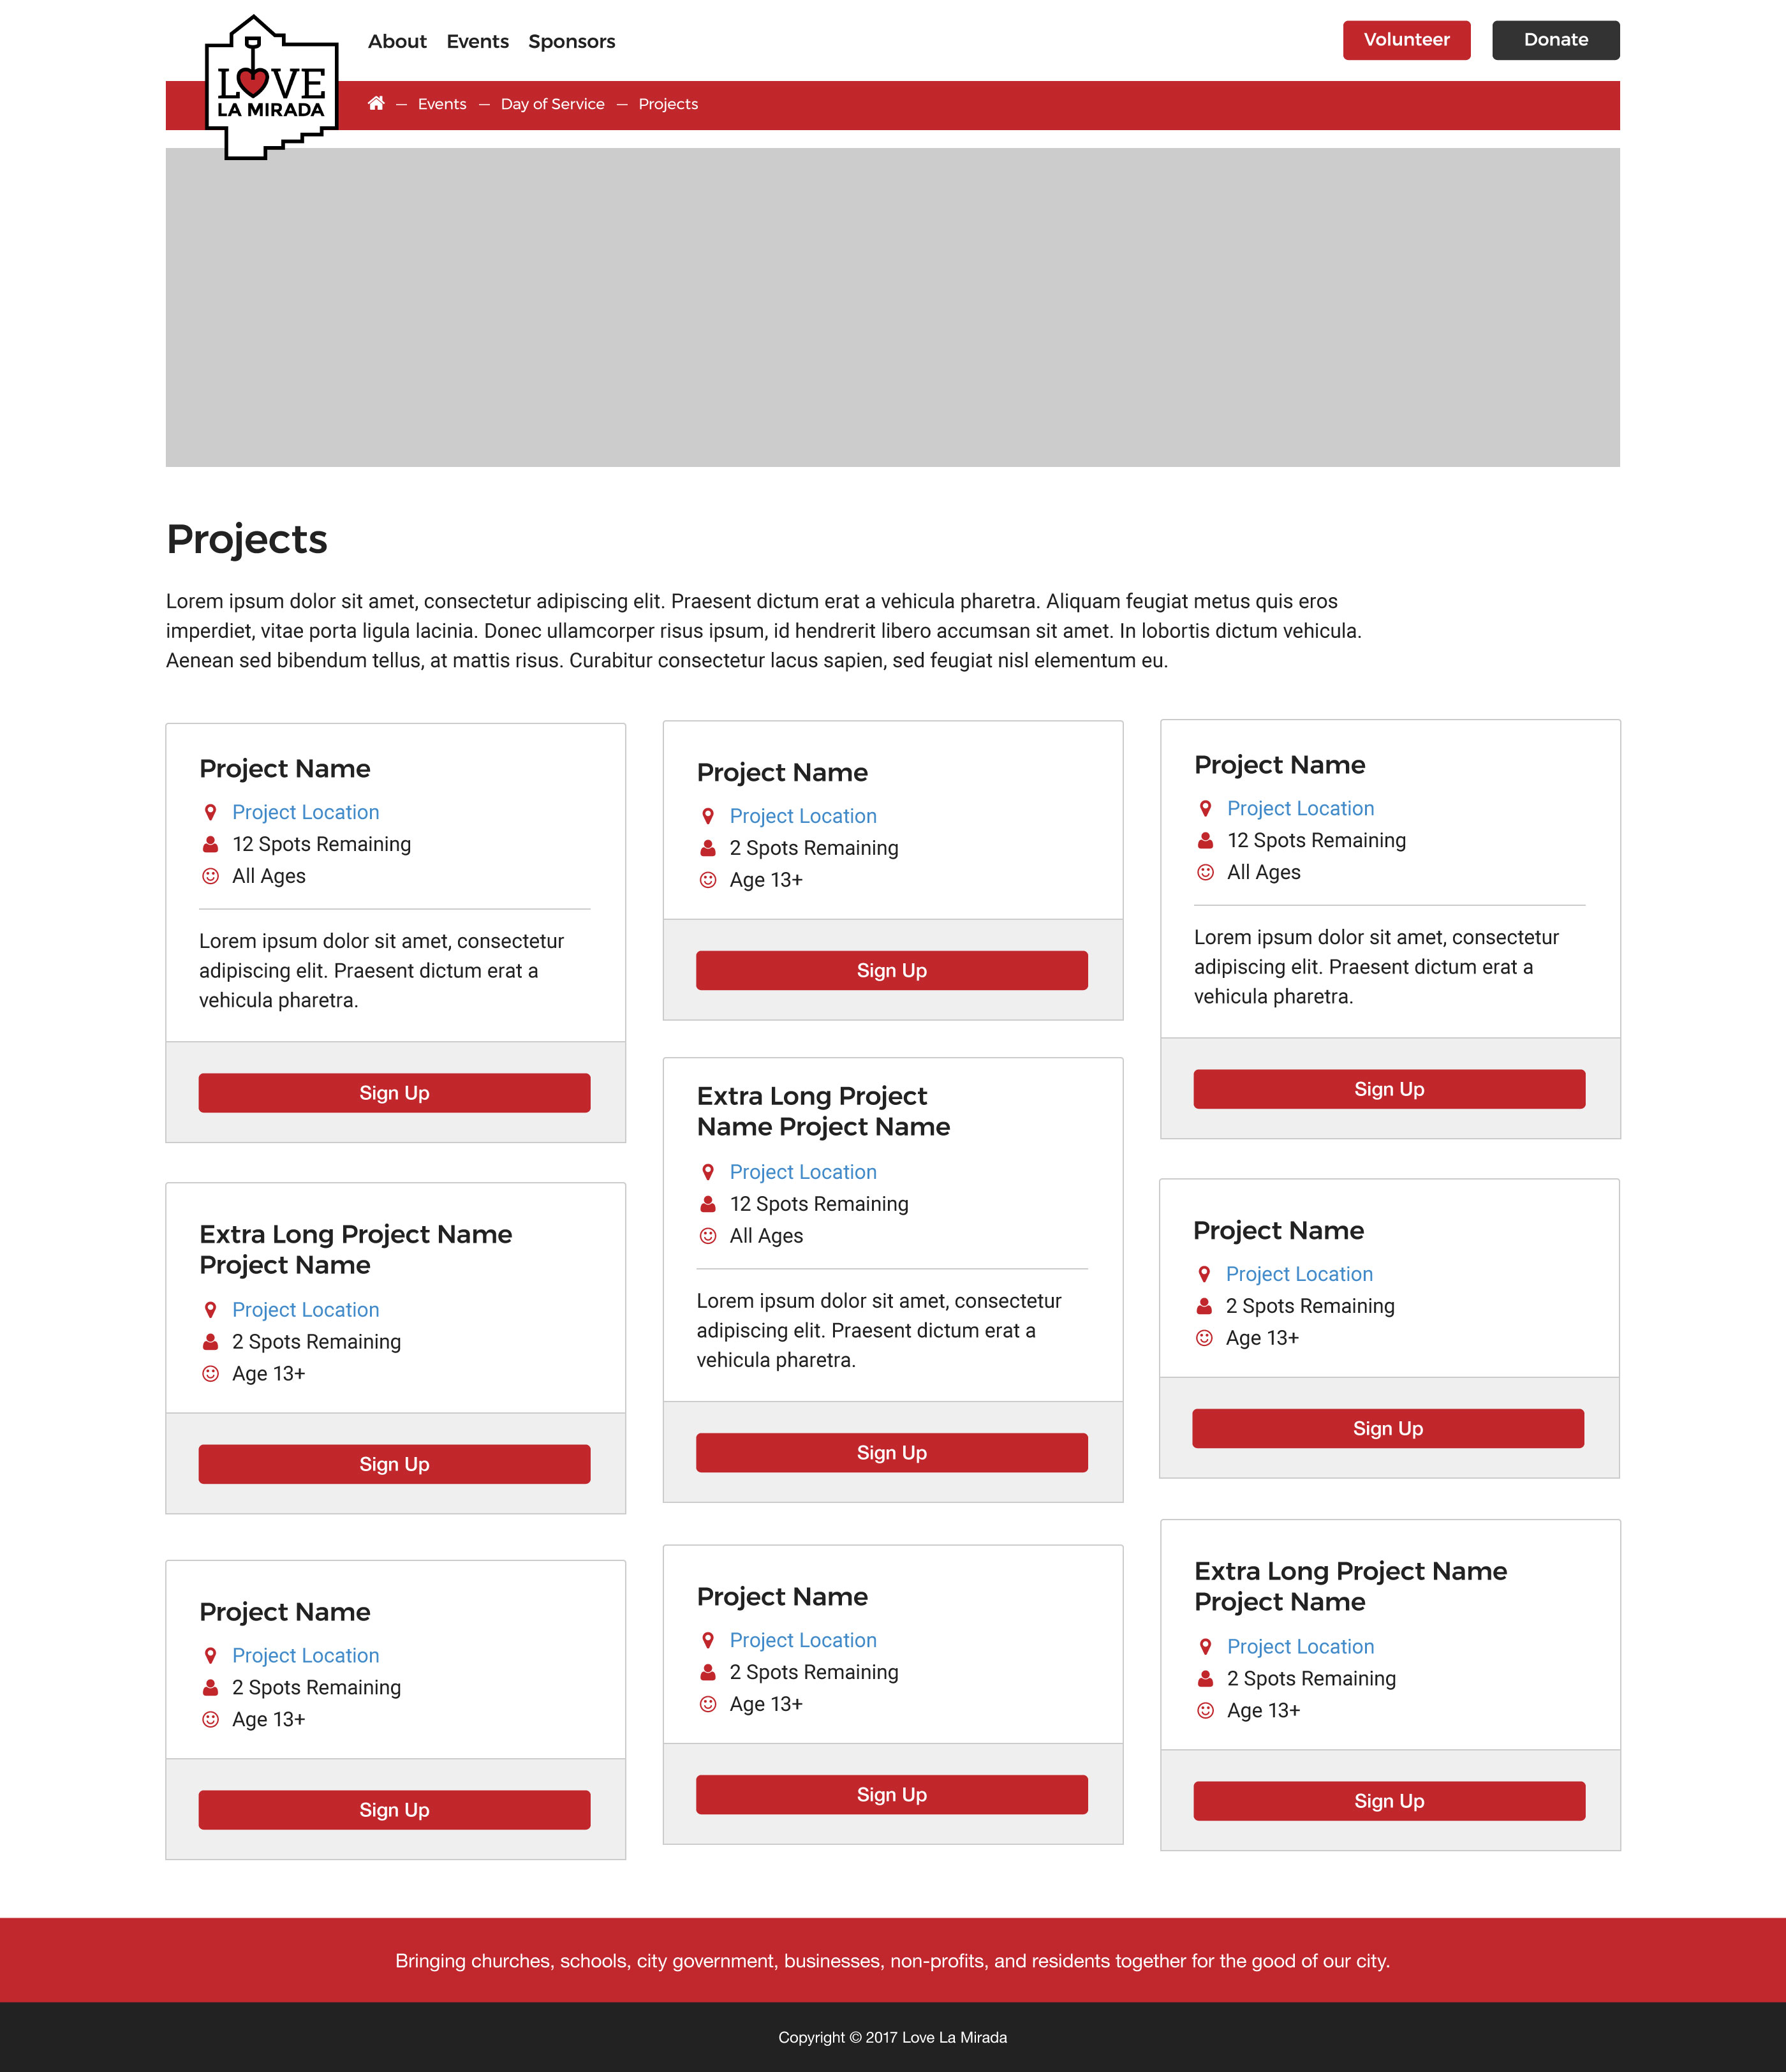 About Events Sponsors
Volunteer Donate
LOVE
LA MIRADA
— Events — Day of Service — Projects
Projects
Lorem ipsum dolor sit amet, consectetur adipiscing elit. Praesent dictum erat a vehicula pharetra. Aliquam feugiat metus quis eros
imperdiet, vitae porta ligula lacinia. Donec ullamcorper risus ipsum, id hendrerit libero accumsan sit amet. In lobortis dictum vehicula.
Aenean sed bibendum tellus, at mattis risus. Curabitur consectetur lacus sapien, sed feugiat nisl elementum eu.
Project Name
Project Location
12 Spots Remaining
All Ages
Lorem ipsum dolor sit amet, consectetur
adipiscing elit. Praesent dictum erat a
vehicula pharetra.
Sign Up
Extra Long Project Name
Project Name
Project Location
2 Spots Remaining
Age 13+
Sign Up
Project Name
Project Location
2 Spots Remaining
Age 13+
Sign Up
Project Name
Project Location
2 Spots Remaining
Age 13+
Sign Up
Extra Long Project
Name Project Name
Project Location
12 Spots Remaining
All Ages
Lorem ipsum dolor sit amet, consectetur
adipiscing elit. Praesent dictum erat a
vehicula pharetra.
Sign Up
Project Name
Project Location
2 Spots Remaining
Age 13+
Sign Up
Project Name
Project Location
12 Spots Remaining
All Ages
Lorem ipsum dolor sit amet, consectetur
adipiscing elit. Praesent dictum erat a
vehicula pharetra.
Sign Up
Project Name
Project Location
2 Spots Remaining
Age 13+
Sign Up
Extra Long Project Name
Project Name
Project Location
2 Spots Remaining
Age 13+
Sign Up
Bringing churches, schools, city government, businesses, non-profits, and residents together for the good of our city.
Copyright © 2017 Love La Mirada